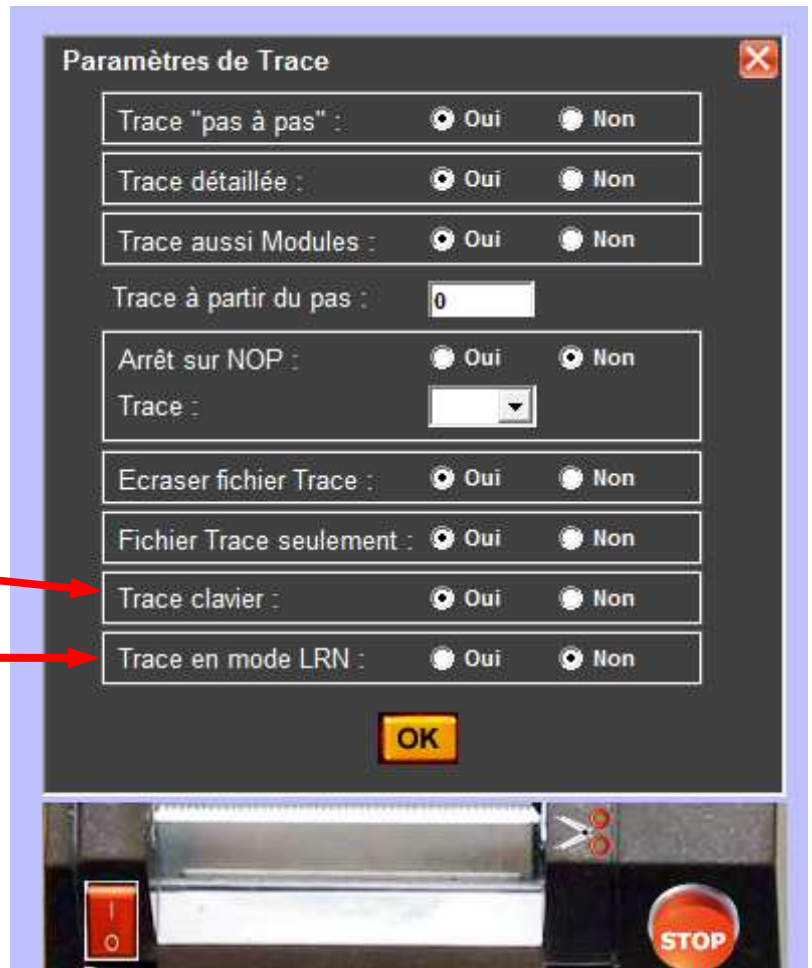 Paramètres de Trace
Trace "pas à pas" : Oui Non
Trace détaillée : Oui Non
Trace aussi Modules : Oui Non
Trace à partir du pas : 0
Arrêt sur NOP : Oui Non
Trace :
Ecraser fichier Trace : Oui Non
Fichier Trace seulement : Oui Non
Trace clavier : Oui Non
Trace en mode LRN : Oui Non
OK
I
O
STOP